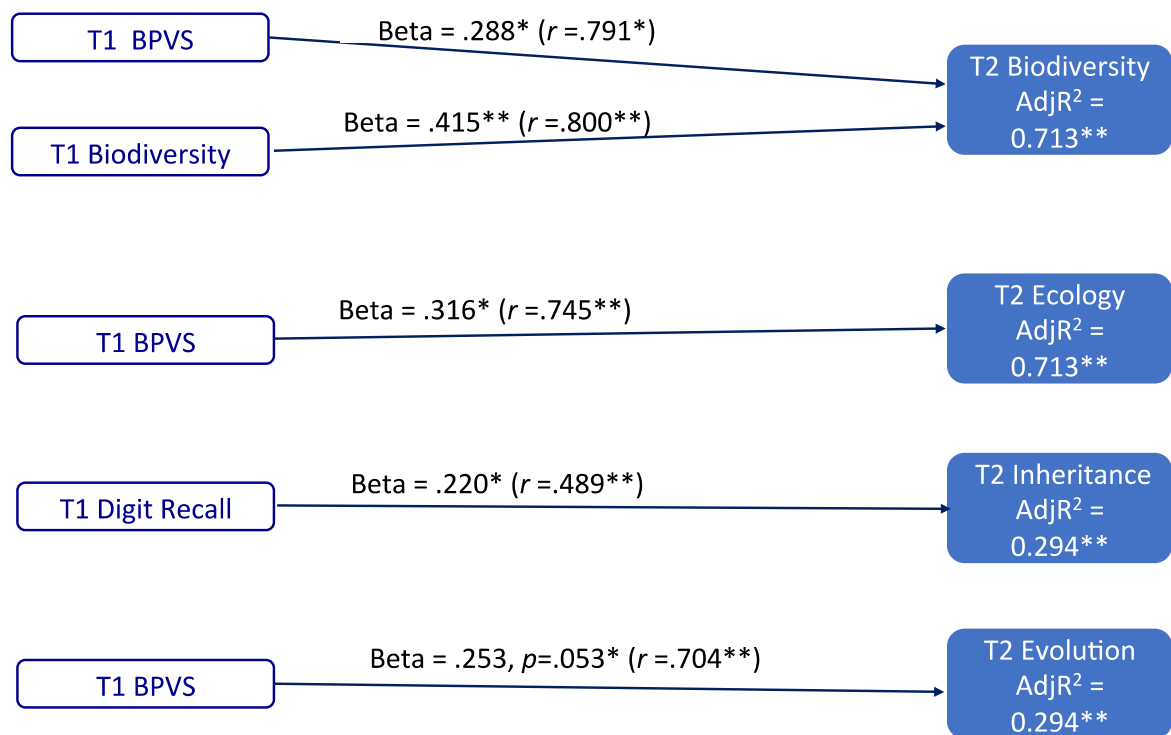 T1 BPVS
Beta = .288* (r =.791*)
T2 Biodiversity
AdjR² =
0.713**
Beta = .415** (r =.800**)
T1 Biodiversity
T1 BPVS
Beta = .316* (r =.745**)
T2 Ecology
AdjR² =
0.713**
T1 Digit Recall
Beta = .220* (r =.489**)
T2 Inheritance
AdjR² =
0.294**
T1 BPVS
Beta = .253, p=.053* (r =.704**)
T2 Evolution
AdjR² =
0.294**